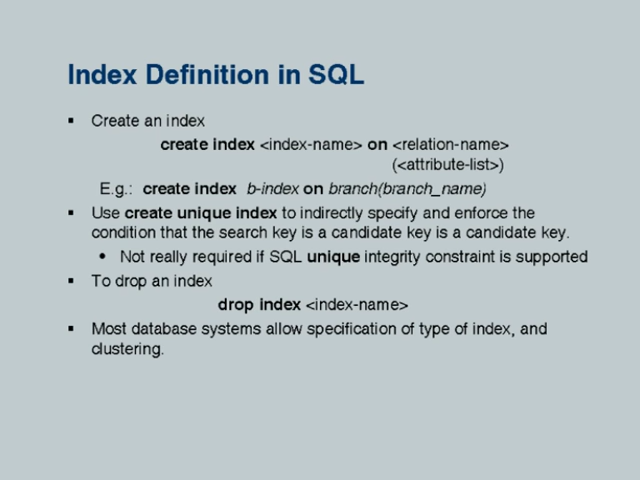 Index Definition in SQL
▪ Create an index
create index <index-name> on <relation-name>
(<attribute-list>)
E.g.: create index b-index on branch(branch_name)
▪ Use create unique index to indirectly specify and enforce the
condition that the search key is a candidate key is a candidate key.
• Not really required if SQL unique integrity constraint is supported
▪ To drop an index
drop index <index-name>
▪ Most database systems allow specification of type of index, and
clustering.